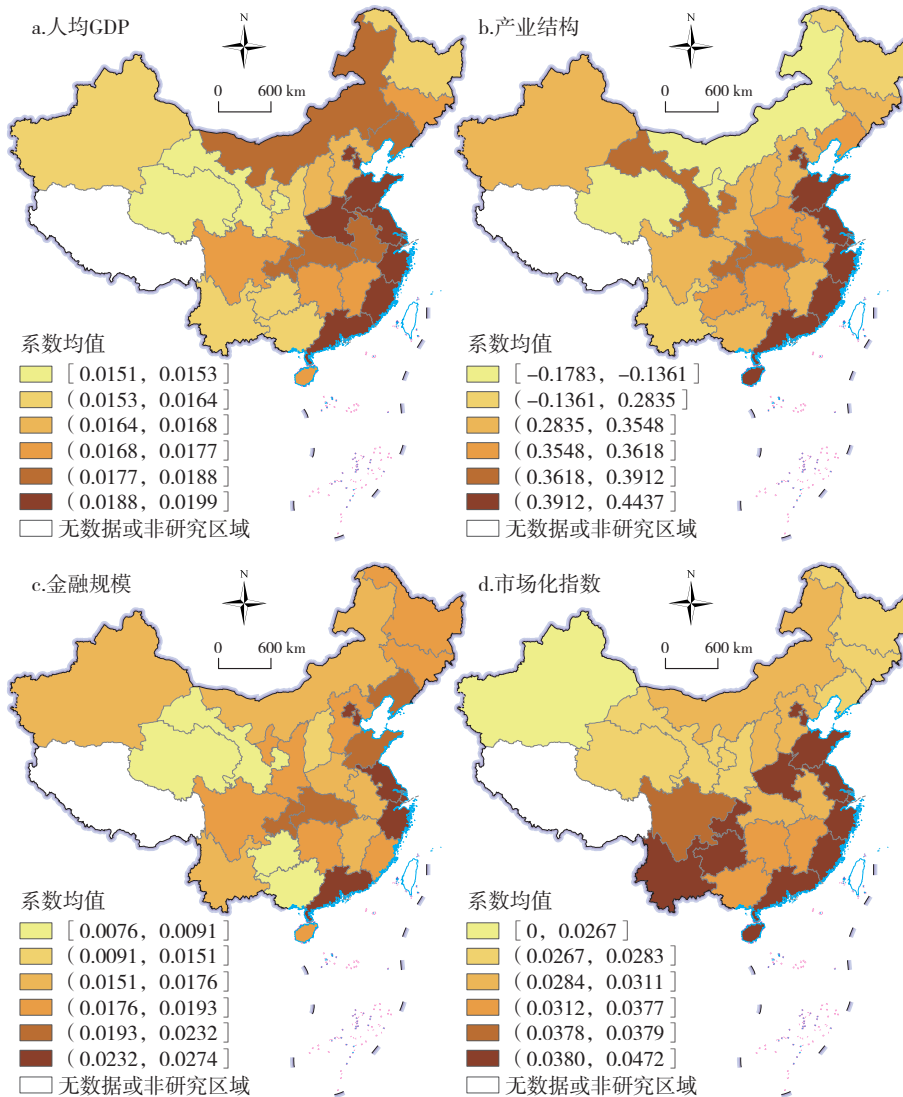 a.人均GDP
N
0 600 km
系数均值
[0.0151, 0.0153]
(0.0153, 0.0164]
(0.0164, 0.0168]
(0.0168, 0.0177]
(0.0177, 0.0188]
(0.0188, 0.0199]
无数据或非研究区域
b.产业结构
N
0 600 km
系数均值
[-0.1783, -0.1361]
(-0.1361, 0.2835]
(0.2835, 0.3548]
(0.3548, 0.3618]
(0.3618, 0.3912]
(0.3912, 0.4437]
无数据或非研究区域
c.金融规模
N
0 600 km
系数均值
[0.0076, 0.0091]
(0.0091, 0.0151]
(0.0151, 0.0176]
(0.0176, 0.0193]
(0.0193, 0.0232]
(0.0232, 0.0274]
无数据或非研究区域
d.市场化指数
N
0 600 km
系数均值
[0, 0.0267]
(0.0267, 0.0283]
(0.0284, 0.0311]
(0.0312, 0.0377]
(0.0378, 0.0379]
(0.0380, 0.0472]
无数据或非研究区域